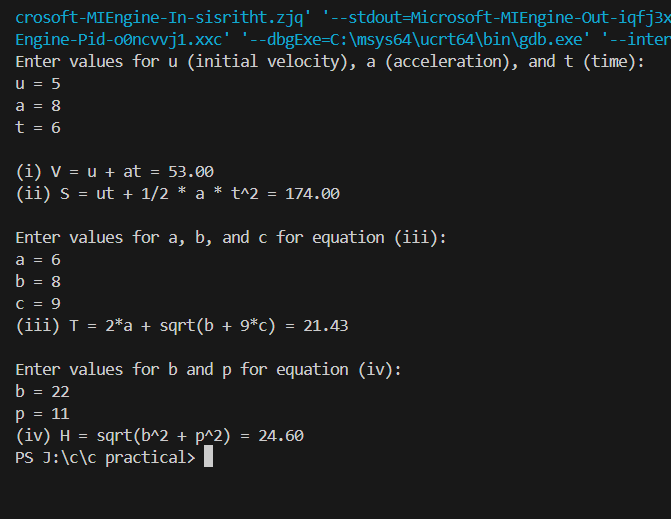 crosoft-MIEngine-In-sisritht.zjq' '--stdout=Microsoft-MIEngine-Out-iqfj3x
Engine-Pid-o0ncvvj1.xxc' '--dbgExe=C:\msys64\ucrt64\bin\gdb.exe' '--inter
Enter values for u (initial velocity), a (acceleration), and t (time):
u = 5
a = 8
t = 6
(i) V = u + at = 53.00
(ii) S = ut + 1/2 * a * t^2 = 174.00
Enter values for a, b, and c for equation (iii):
a = 6
b = 8
c = 9
(iii) T = 2*a + sqrt(b + 9*c) = 21.43
Enter values for b and p for equation (iv):
b = 22
p = 11
(iv) H = sqrt(b^2 + p^2) = 24.60
PS J:\c\c practical>